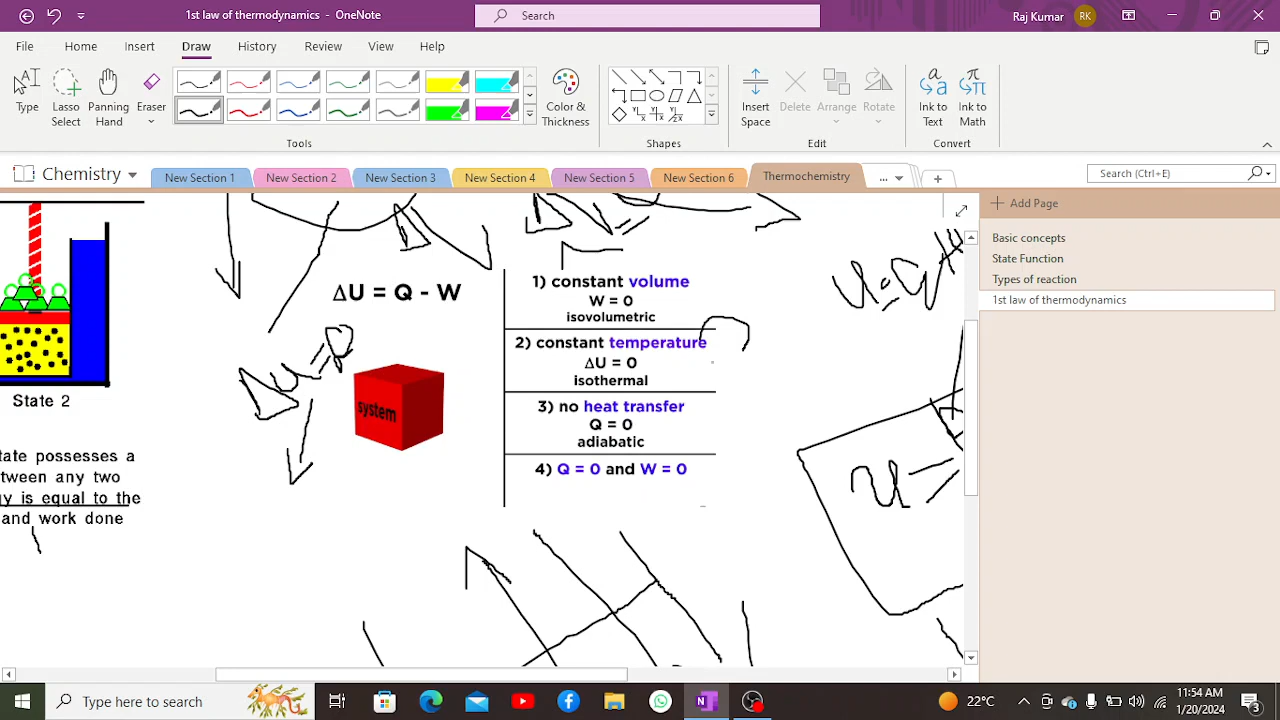 1st law of thermodynamics - OneNote
Search
Raj Kumar
RK
File Home Insert Draw History Review View Help
Type
Lasso Select
Panning Hand
Eraser
Color & Thickness
Insert Space
Delete
Arrange
Rotate
Ink to Text
Ink to Math
Tools
Shapes
Edit
Convert
Chemistry
New Section 1
New Section 2
New Section 3
New Section 4
New Section 5
New Section 6
Thermochemistry
...
Search (Ctrl+E)
Add Page
Basic concepts
State Function
Types of reaction
1st law of thermodynamics
State 2
tate possesses a
tween any two
gy is equal to the
and work done
ΔU = Q - W
system
1) constant volume
W = 0
isovolumetric
2) constant temperature
ΔU = 0
isothermal
3) no heat transfer
Q = 0
adiabatic
4) Q = 0 and W = 0
Type here to search
22°C
11:54 AM
1/20/2024
3